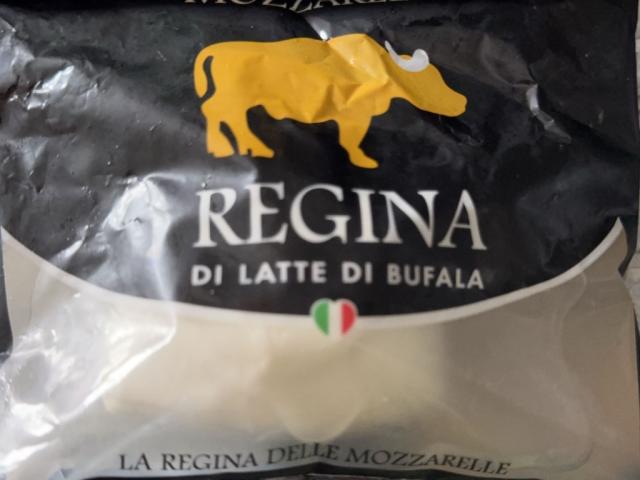 REGINA
DI LATTE DI BUFALA
LA REGINA DELLE MOZZARELLE